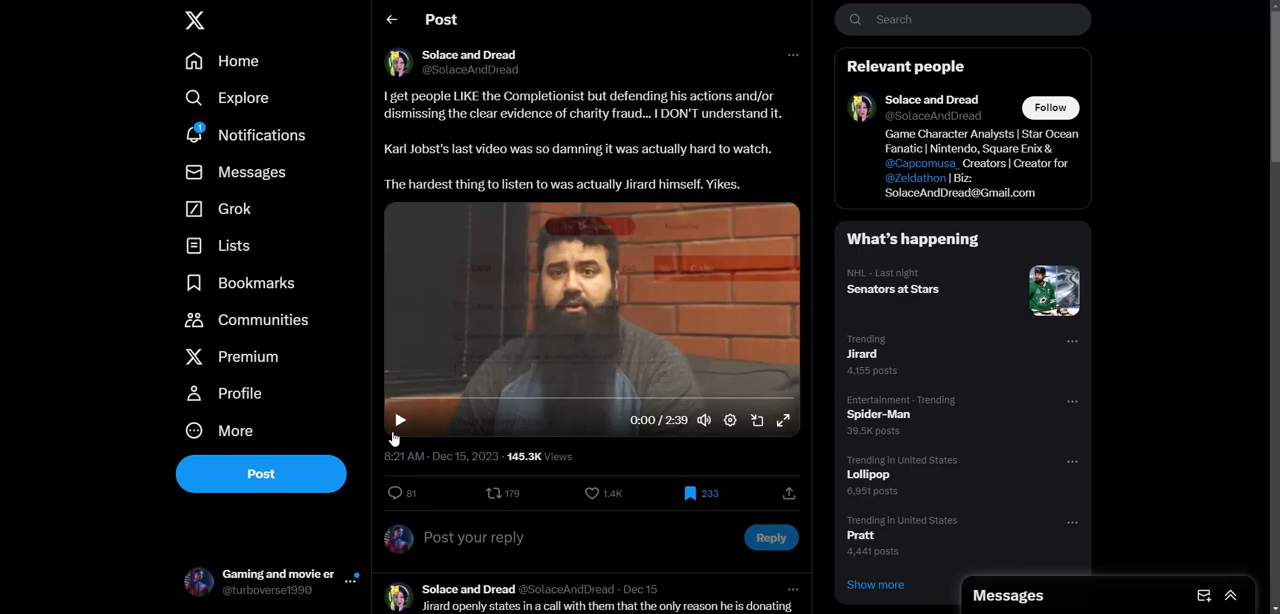 Home
Explore
1
Notifications
Messages
Grok
Lists
Bookmarks
Communities
Premium
Profile
More
Post
Gaming and movie er
@turboverse1990
Post
Solace and Dread
@SolaceAndDread
I get people LIKE the Completionist but defending his actions and/or
dismissing the clear evidence of charity fraud... I DON'T understand it.
Karl Jobst's last video was so damning it was actually hard to watch.
The hardest thing to listen to was actually Jirard himself. Yikes.
0:00 / 2:39
8:21 AM · Dec 15, 2023 · 145.3K Views
81
179
1.4K
233
Post your reply
Reply
Solace and Dread @SolaceAndDread · Dec 15
Jirard openly states in a call with them that the only reason he is donating
Search
Relevant people
Solace and Dread
@SolaceAndDread
Follow
Game Character Analysts | Star Ocean
Fanatic | Nintendo, Square Enix &
@Capcomusa_ Creators | Creator for
@Zeldathon | Biz:
SolaceAndDread@Gmail.com
What's happening
NHL · Last night
Senators at Stars
Trending
Jirard
4,155 posts
Entertainment · Trending
Spider-Man
39.5K posts
Trending in United States
Lollipop
6,951 posts
Trending in United States
Pratt
4,441 posts
Show more
Messages